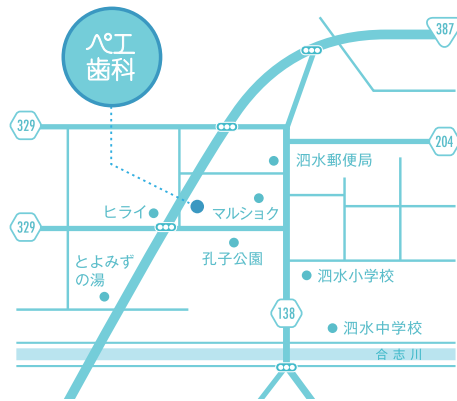 ペエ
歯科
387
329
204
泗水郵便局
ヒライ
マルショク
329
孔子公園
とよみず
の湯
泗水小学校
138
泗水中学校
合志川